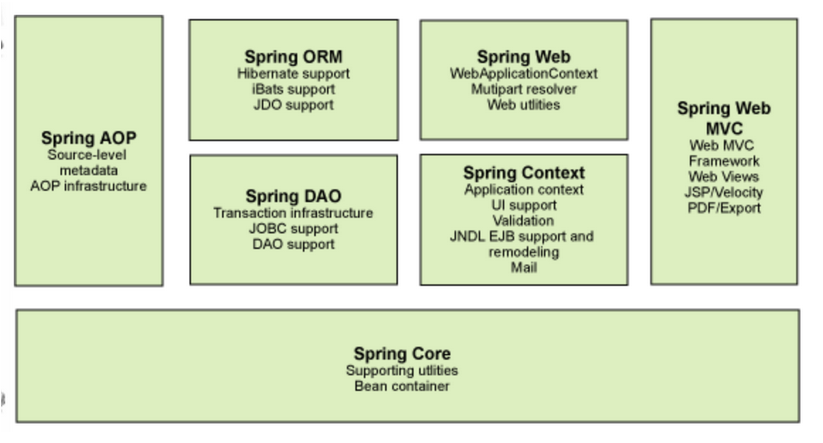 Spring AOP
Source-level
metadata
AOP infrastructure
Spring ORM
Hibernate support
iBats support
JDO support
Spring Web
WebApplicationContext
Mutipart resolver
Web utlities
Spring Web
MVC
Web MVC
Framework
Web Views
JSP/Velocity
PDF/Export
Spring DAO
Transaction infrastructure
JOBC support
DAO support
Spring Context
Application context
UI support
Validation
JNDL EJB support and
remodeling
Mail
Spring Core
Supporting utlities
Bean container